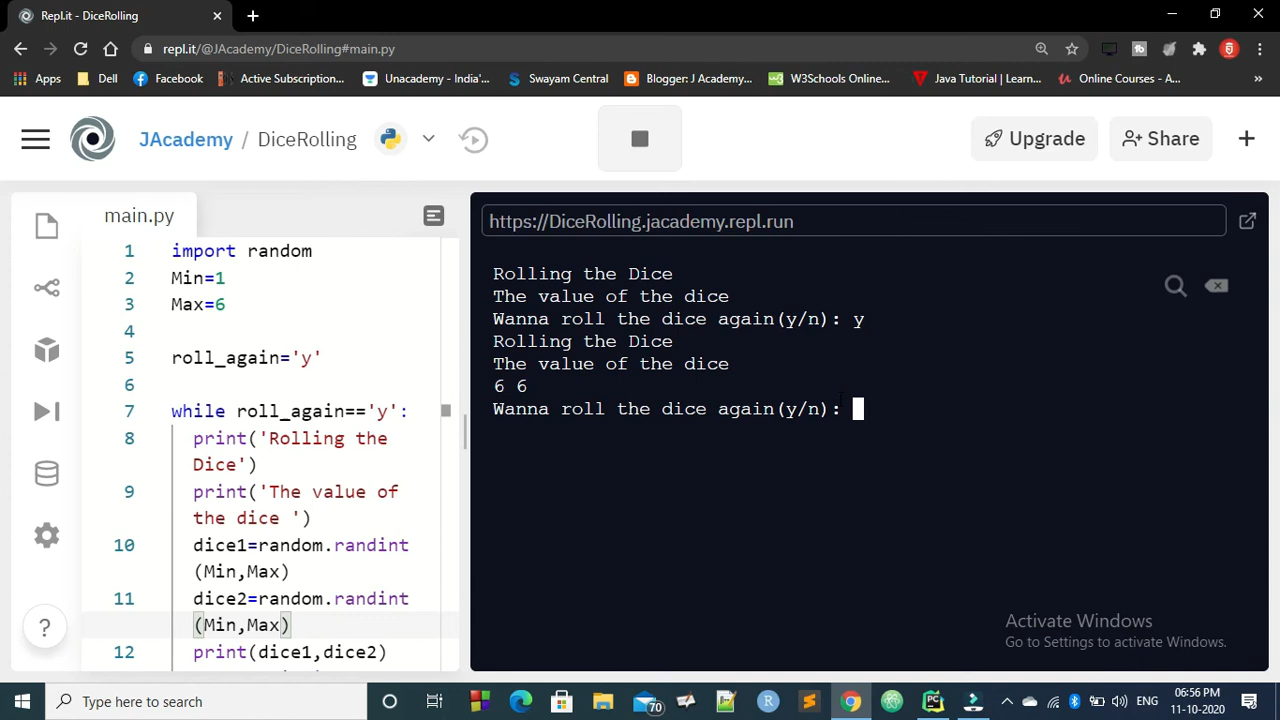 Repl.it - DiceRolling
repl.it/@JAcademy/DiceRolling#main.py
Apps
Dell
Facebook
Active Subscription...
Unacademy - India'...
Swayam Central
Blogger: J Academy...
W3Schools Online...
Java Tutorial | Learn...
Online Courses - A...
JAcademy / DiceRolling
Upgrade
Share
main.py
https://DiceRolling.jacademy.repl.run
1 import random
2 Min=1
3 Max=6
4
5 roll_again='y'
6
7 while roll_again=='y':
8 print('Rolling the
Dice')
9 print('The value of
the dice ')
10 dice1=random.randint
(Min,Max)
11 dice2=random.randint
(Min,Max)
12 print(dice1,dice2)
Rolling the Dice
The value of the dice
Wanna roll the dice again(y/n): y
Rolling the Dice
The value of the dice
6 6
Wanna roll the dice again(y/n):
Activate Windows
Go to Settings to activate Windows.
?
Type here to search
70
R
ENG
06:56 PM
11-10-2020